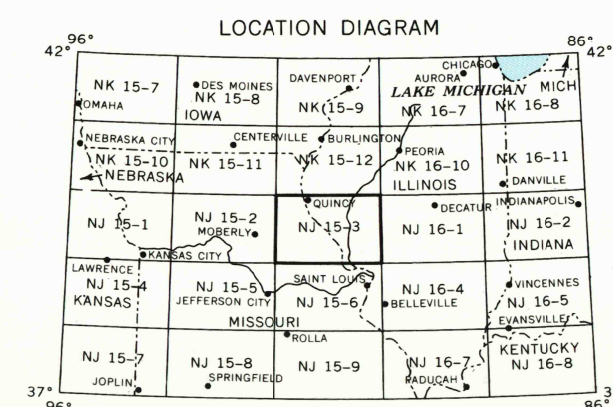 LOCATION DIAGRAM
96°
42°
86°
42°
CHICAGO
NK 15-7
DES MOINES
DAVENPORT
AURORA
MICH
NK 15-8
LAKE MICHIGAN
OMAHA
IOWA
NK 15-9
NK 16-7
NK 16-8
NEBRASKA CITY
CENTERVILLE
BURLINGTON
PEORIA
NK 15-10
NK 15-11
NK 15-12
NK 16-10
NK 16-11
NEBRASKA
ILLINOIS
DANVILLE
QUINCY
DECATUR
INDIANAPOLIS
NJ 15-1
NJ 15-2
NJ 15-3
NJ 16-1
NJ 16-2
MOBERLY
INDIANA
KANSAS CITY
LAWRENCE
SAINT LOUIS
NJ 15-4
NJ 15-5
NJ 16-4
VINCENNES
KANSAS
JEFFERSON CITY
NJ 15-6
BELLEVILLE
NJ 16-5
MISSOURI
EVANSVILLE
ROLLA
KENTUCKY
NJ 15-7
NJ 15-8
NJ 15-9
NJ 16-7
NJ 16-8
JOPLIN
SPRINGFIELD
PADUCAH
37°
3
96°
86°